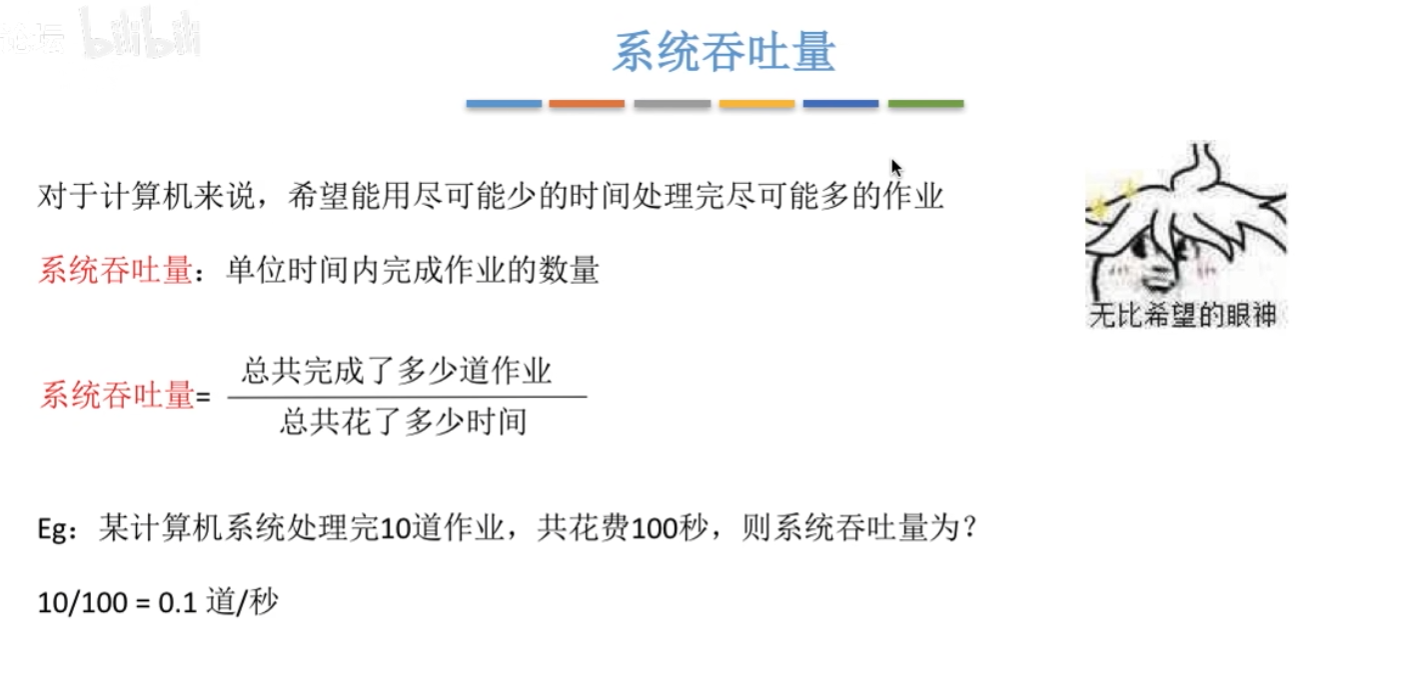 bilibili
系统吞吐量
对于计算机来说，希望能用尽可能少的时间处理完尽可能多的作业
系统吞吐量：单位时间内完成作业的数量
无比希望的眼神
系统吞吐量=
总共完成了多少道作业
总共花了多少时间
Eg：某计算机系统处理完10道作业，共花费100秒，则系统吞吐量为？
10/100 = 0.1 道/秒